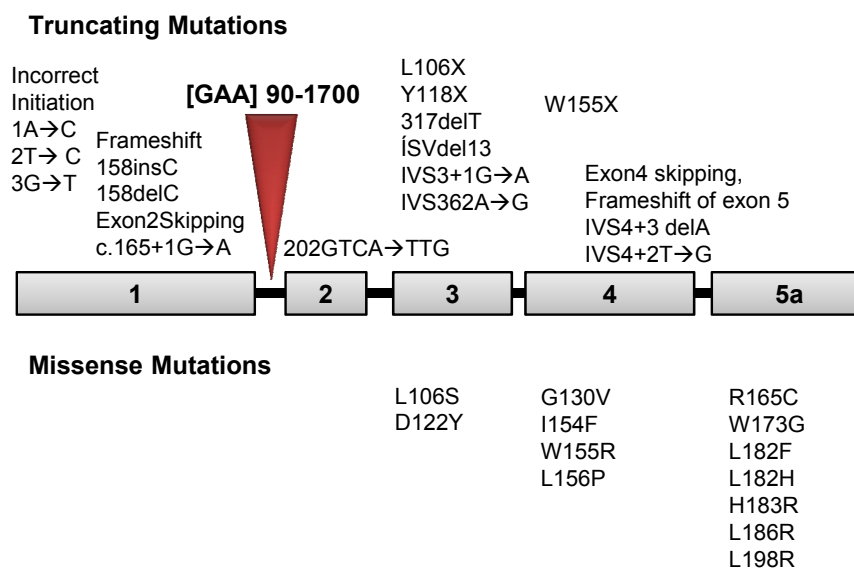 Truncating Mutations
Incorrect
Initiation
1A→C
2T→ C
3G→T
Frameshift
158insC
158delC
Exon2Skipping
c.165+1G→A
[GAA] 90-1700
202GTCA→TTG
L106X
Y118X
317delT
ÍSVdel13
IVS3+1G→A
IVS362A→G
W155X
Exon4 skipping,
Frameshift of exon 5
IVS4+3 delA
IVS4+2T→G
1
2
3
4
5a
Missense Mutations
L106S
D122Y
G130V
I154F
W155R
L156P
R165C
W173G
L182F
L182H
H183R
L186R
L198R